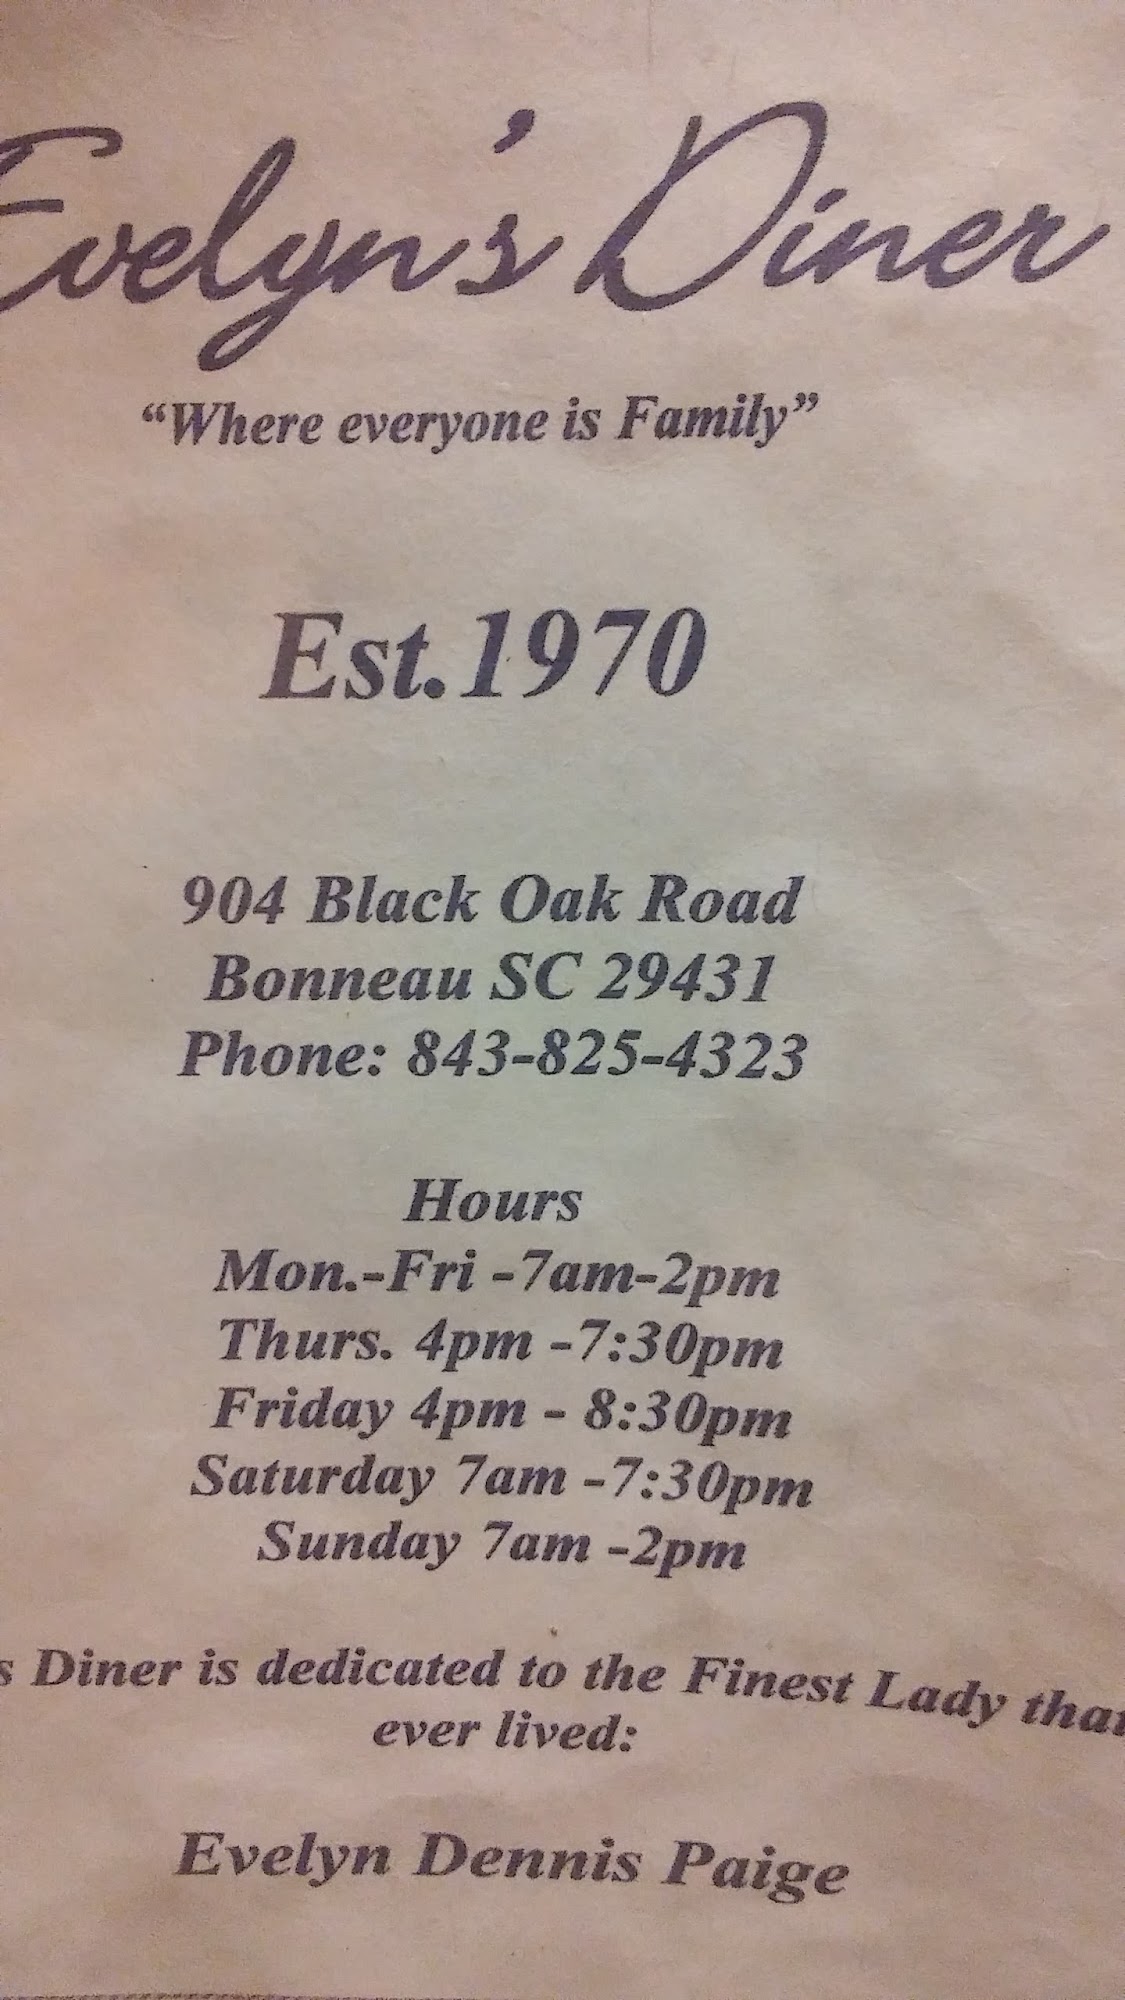 Evelyn's Diner
“Where everyone is Family”
Est.1970
904 Black Oak Road
Bonneau SC 29431
Phone: 843-825-4323
Hours
Mon.-Fri -7am-2pm
Thurs. 4pm -7:30pm
Friday 4pm - 8:30pm
Saturday 7am -7:30pm
Sunday 7am -2pm
s Diner is dedicated to the Finest Lady that
ever lived:
Evelyn Dennis Paige